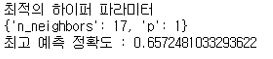 최적의 하이퍼 파라미터
{'n_neighbors': 17, 'p': 1}
최고 예측 정확도 : 0.6572481033293622